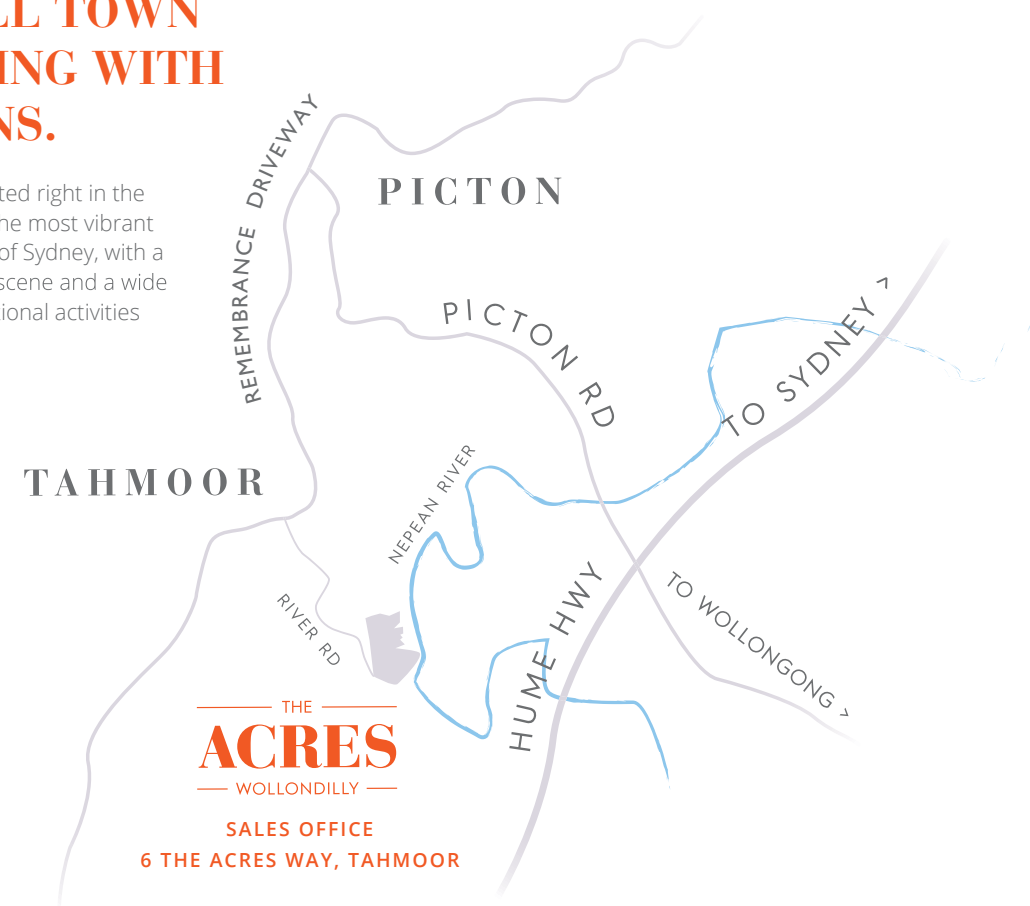 LL TOWN
ING WITH
NS.
ted right in the
he most vibrant
of Sydney, with a
scene and a wide
ional activities
REMEMBRANCE DRIVEWAY
PICTON
PICTON RD
TO SYDNEY >
TAHMOOR
NEPEAN RIVER
RIVER RD
HUME HWY
TO WOLLONGONG >
THE
ACRES
WOLLONDILLY
SALES OFFICE
6 THE ACRES WAY, TAHMOOR